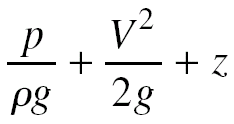 p/ρg + V²/2g + z